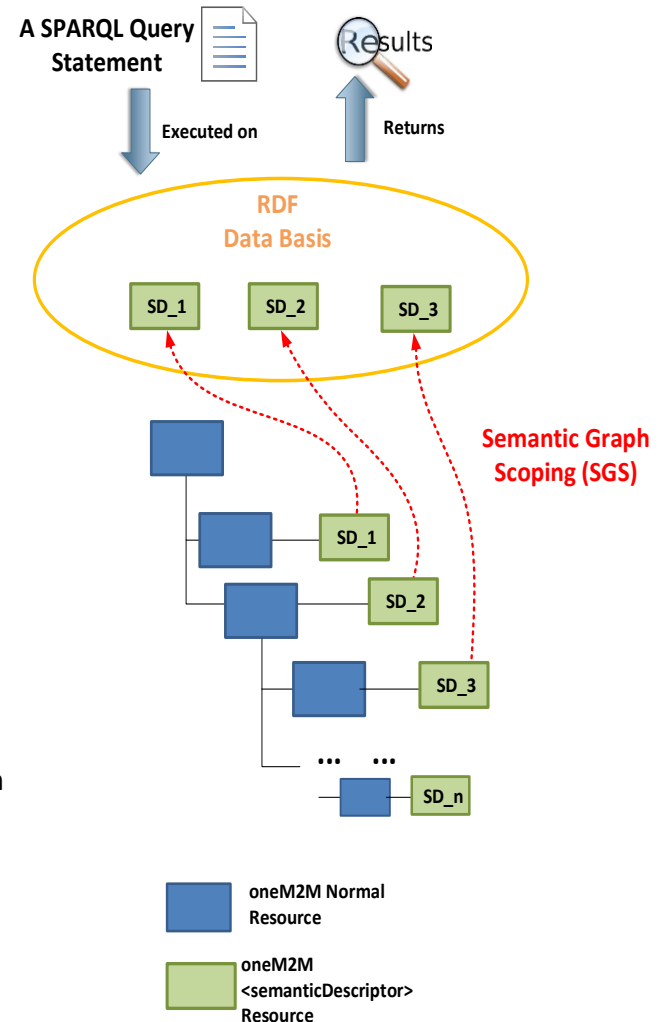 A SPARQL Query
Statement
Results
Executed on
Returns
RDF
Data Basis
SD_1
SD_2
SD_3
Semantic Graph
Scoping (SGS)
SD_1
SD_2
SD_3
... ...
SD_n
oneM2M Normal
Resource
oneM2M
<semanticDescriptor>
Resource